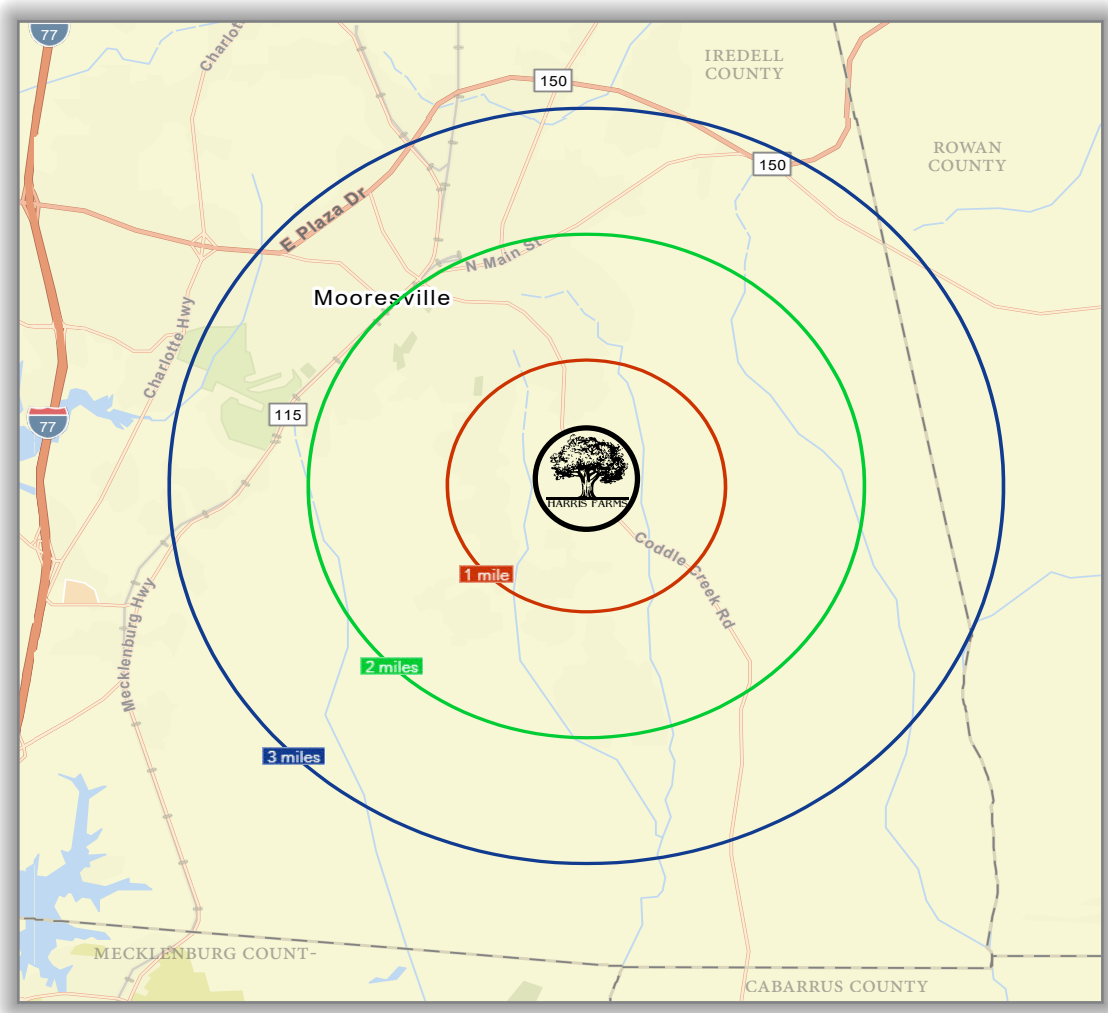 77
Charlot
150
IREDELL
COUNTY
ROWAN
COUNTY
150
E Plaza Dr
N Main St
Mooresville
Charlotte Hwy
115
77
HARRIS FARMS
Coddle Creek Rd
1 mile
Mecklenburg Hwy
2 miles
3 miles
MECKLENBURG COUNT-
CABARRUS COUNTY